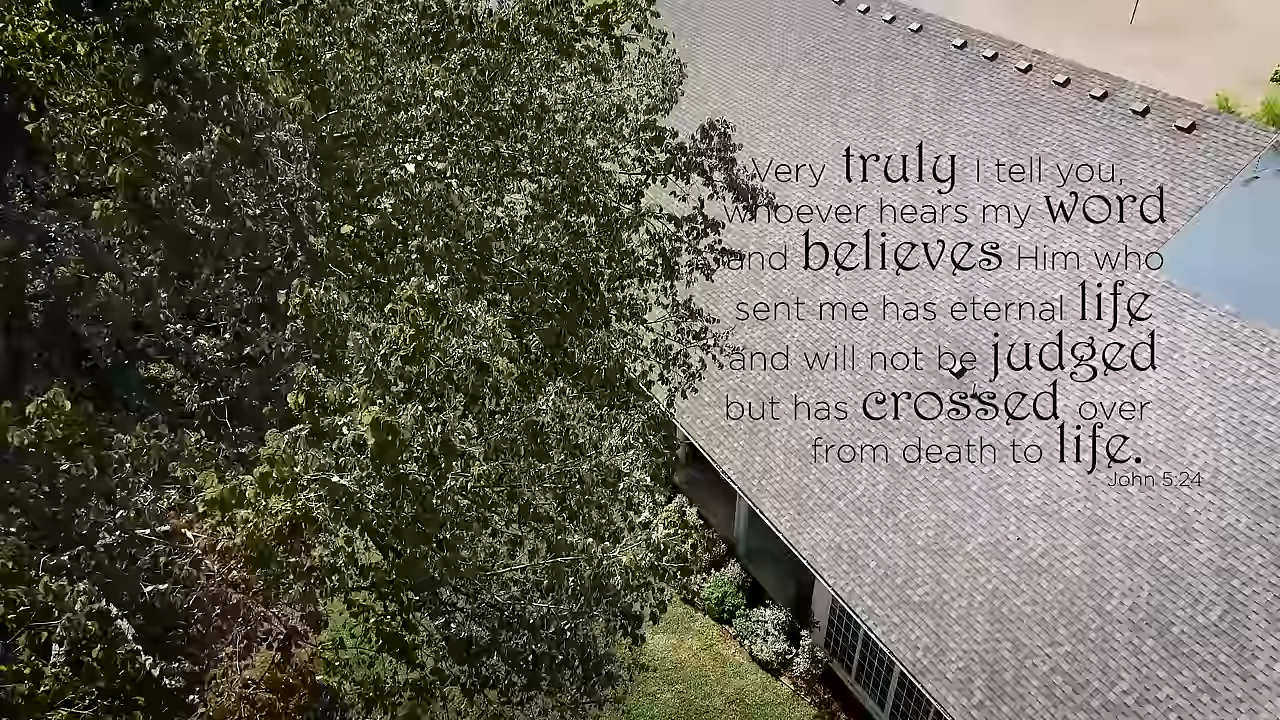 Very truly I tell you,
whoever hears my word
and believes Him who
sent me has eternal life
and will not be judged
but has crossed over
from death to life.
John 5:24